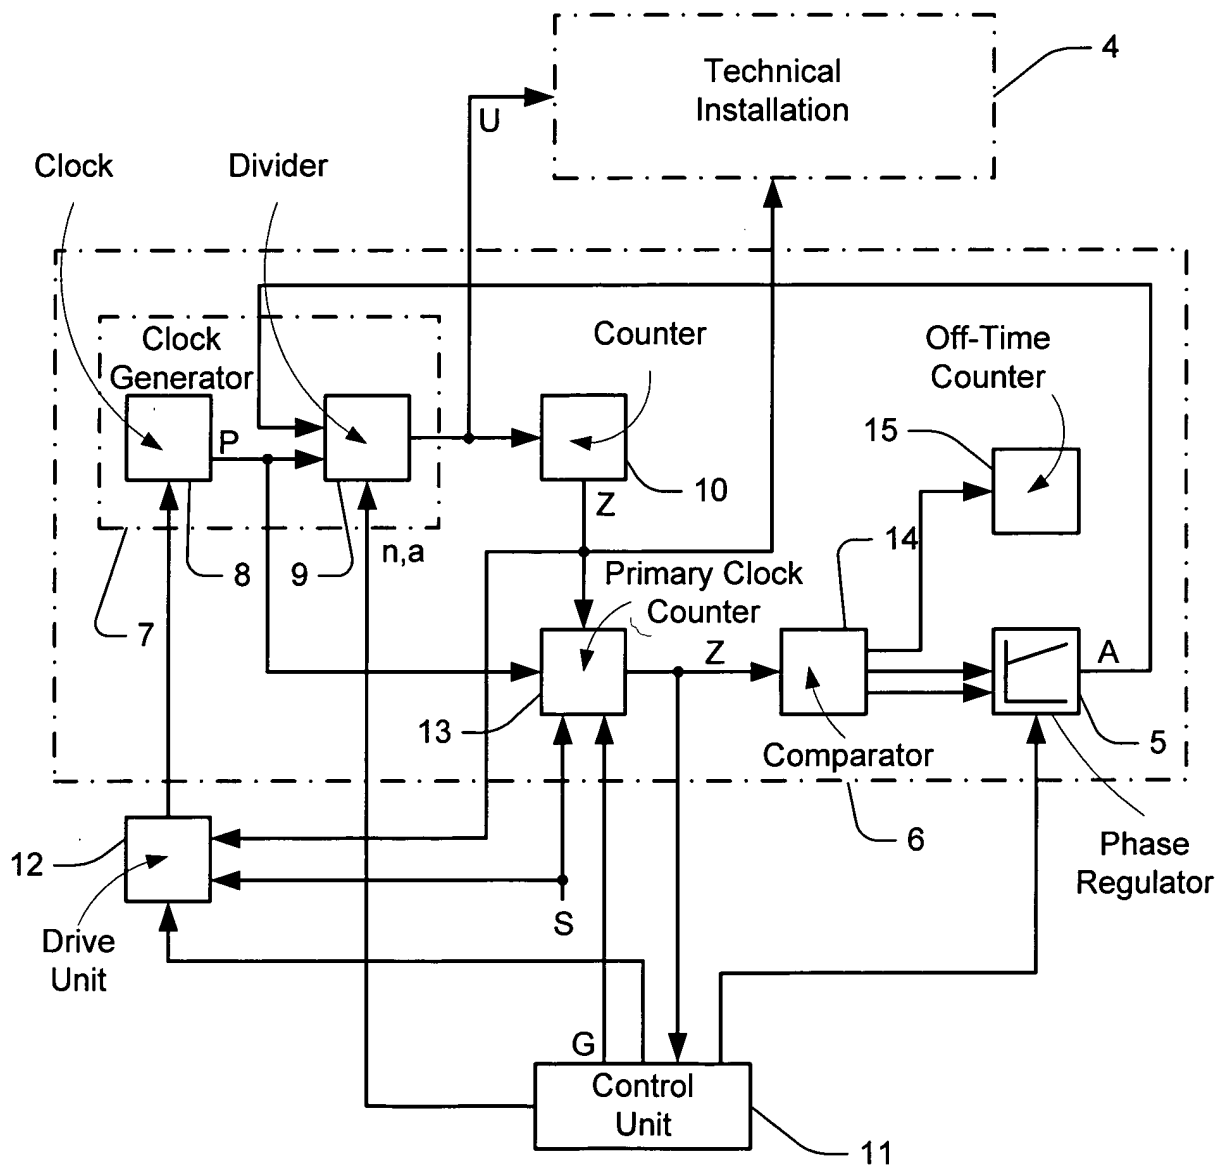 4
Technical
Installation
U
Clock
Divider
Clock
Generator
Counter
Off-Time
Counter
P
15
10
Z
n,a
14
8
9
7
Primary Clock
Counter
Z
A
13
5
Comparator
12
6
Phase
Regulator
S
Drive
Unit
G
Control
Unit
11